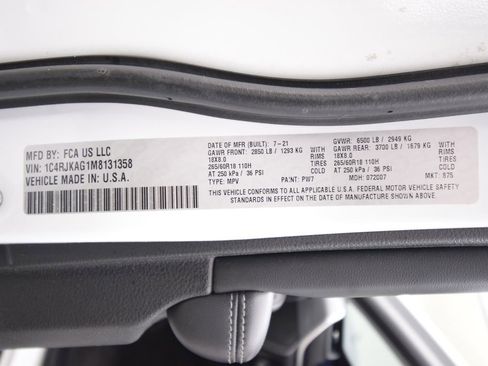 MFD BY: FCA US LLC
VIN: 1C4RJKAG1M8131358
VEHICLE MADE IN: U.S.A.
DATE OF MFR (BUILT): 7-21
GAWR FRONT: 2850 LB / 1293 KG
18X8.0 RIMS
265/60R18 110H TIRES
AT 250 kPa / 36 PSI COLD
TYPE: MPV PAINT: PW7
GVWR: 6500 LB / 2949 KG
GAWR REAR: 3700 LB / 1679 KG
18X8.0 RIMS
265/60R18 110H TIRES
AT 250 kPa / 36 PSI COLD
MDH: 072007 MKT: 875
THIS VEHICLE CONFORMS TO ALL APPLICABLE U.S.A. FEDERAL MOTOR VEHICLE SAFETY
STANDARDS IN EFFECT ON THE DATE OF MANUFACTURE SHOWN ABOVE.